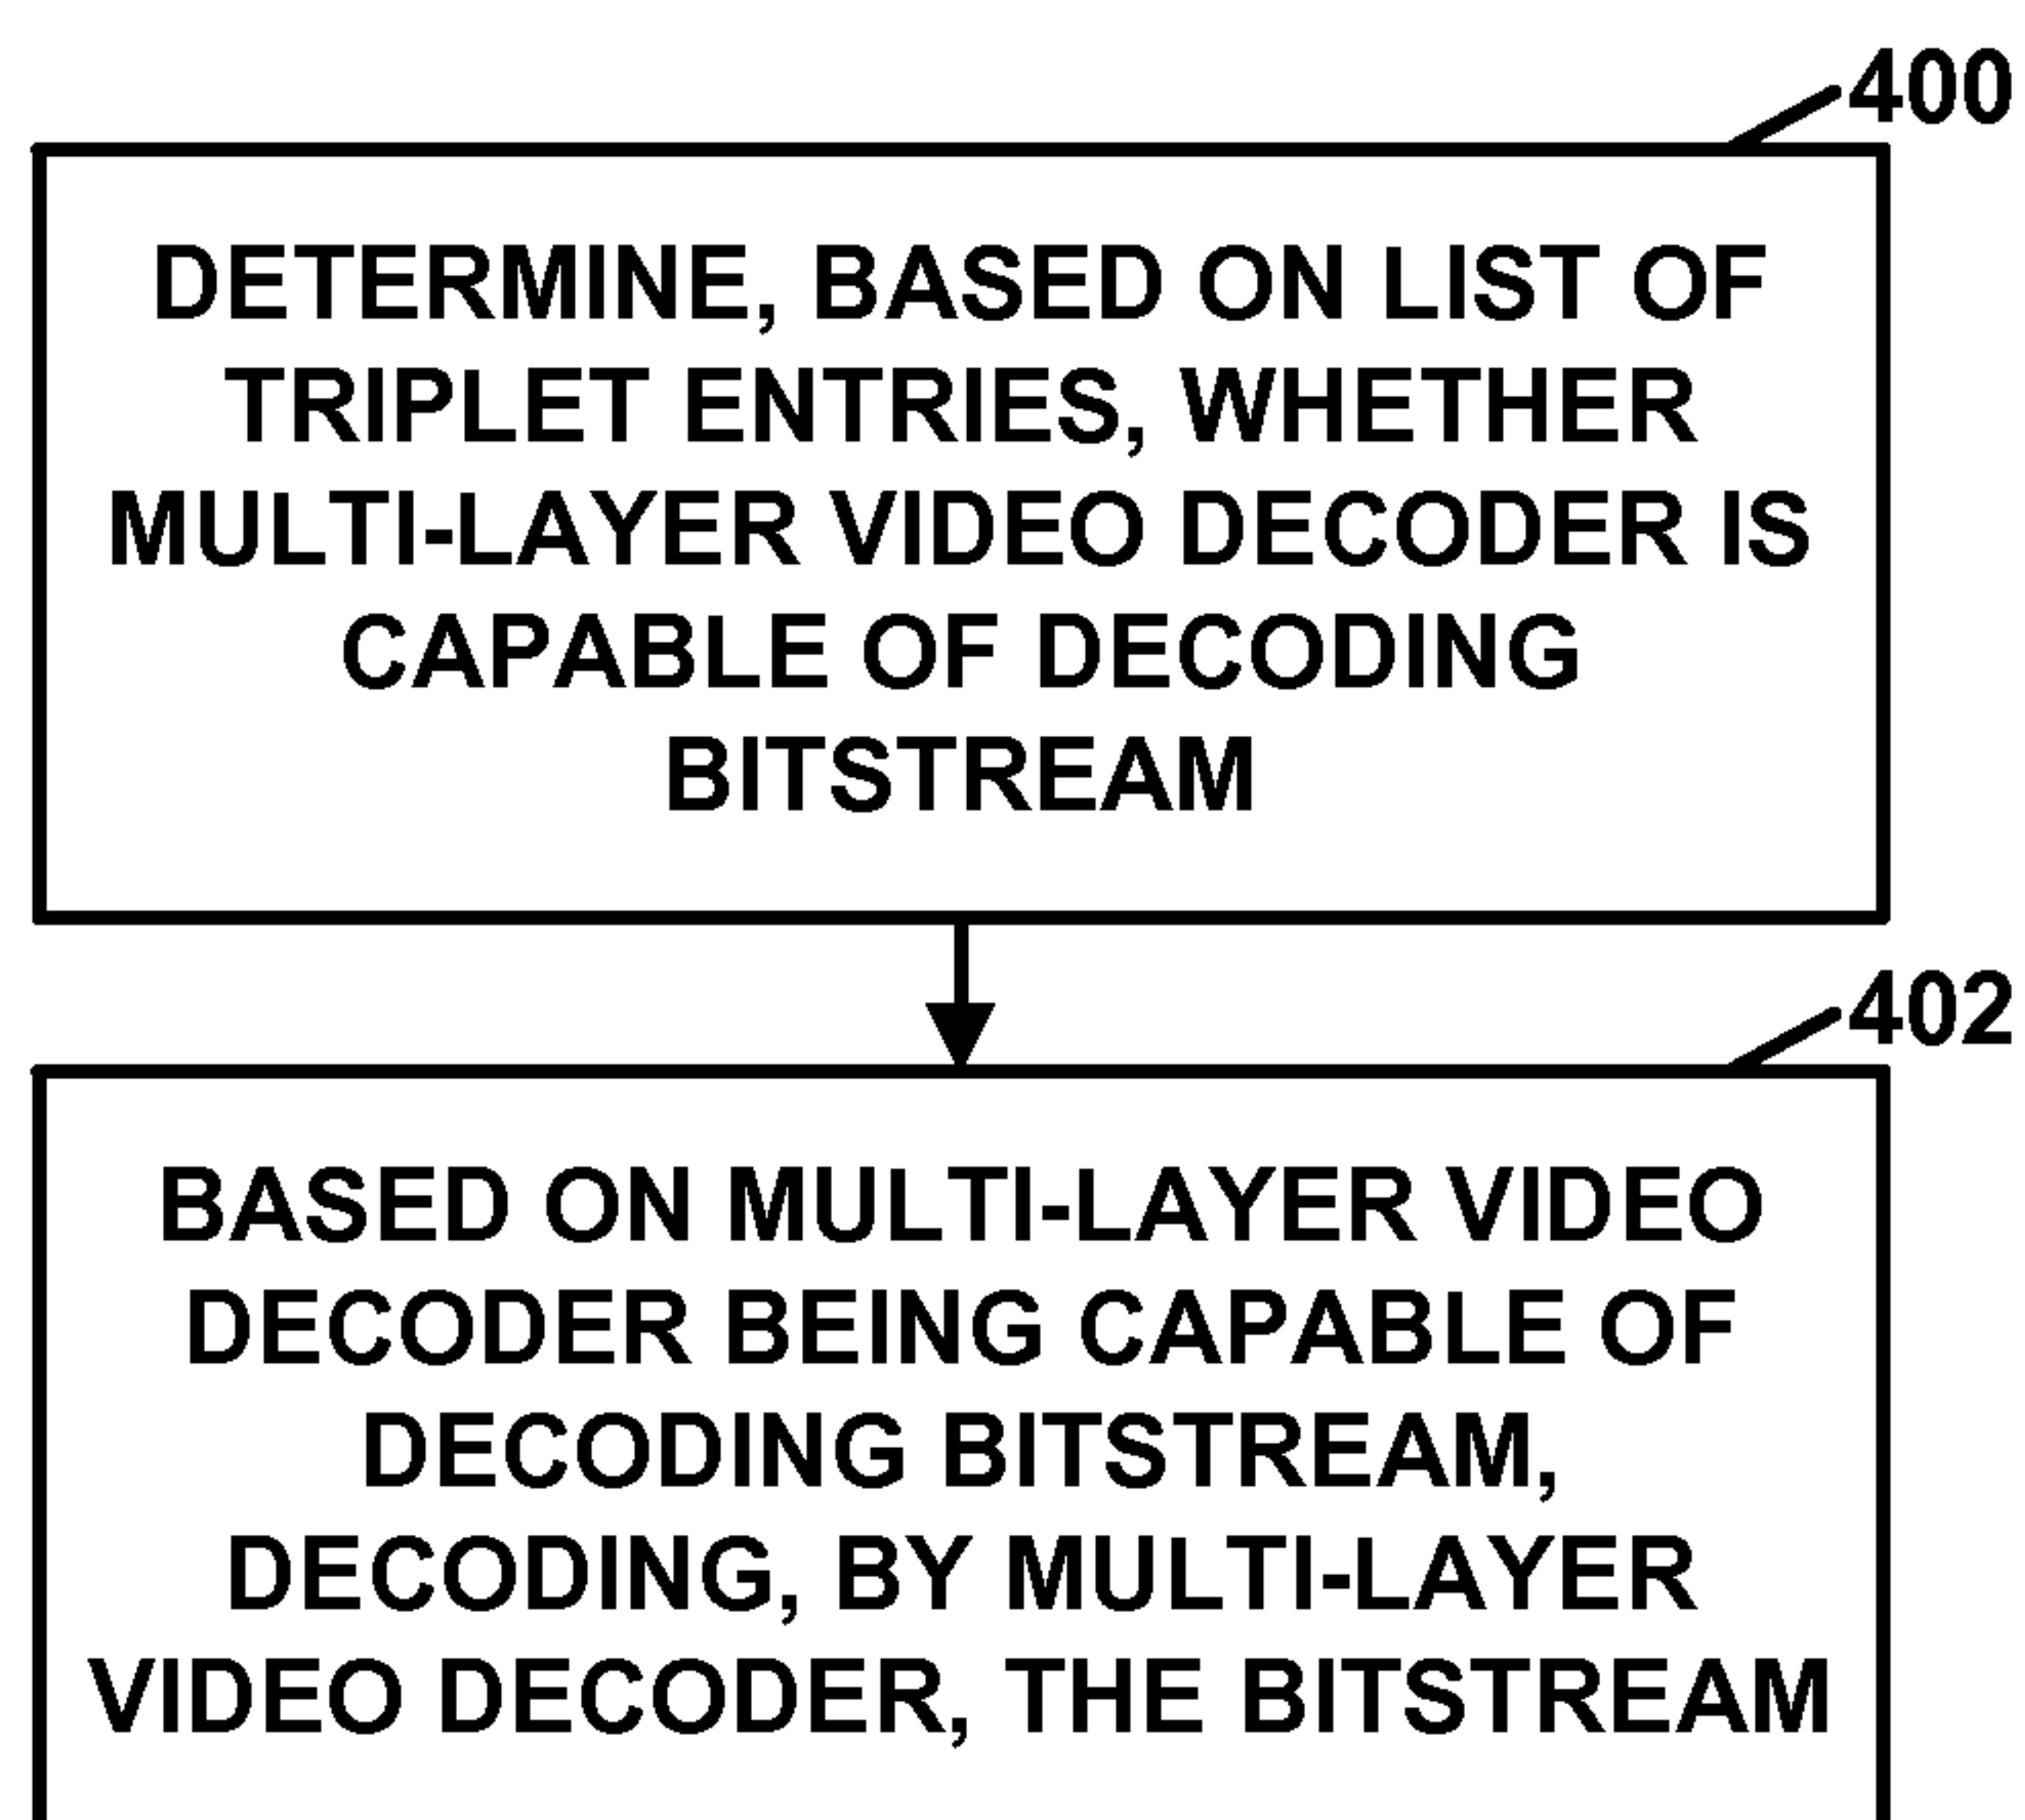 400
DETERMINE, BASED ON LIST OF
TRIPLET ENTRIES, WHETHER
MULTI-LAYER VIDEO DECODER IS
CAPABLE OF DECODING
BITSTREAM
402
BASED ON MULTI-LAYER VIDEO
DECODER BEING CAPABLE OF
DECODING BITSTREAM,
DECODING, BY MULTI-LAYER
VIDEO DECODER, THE BITSTREAM